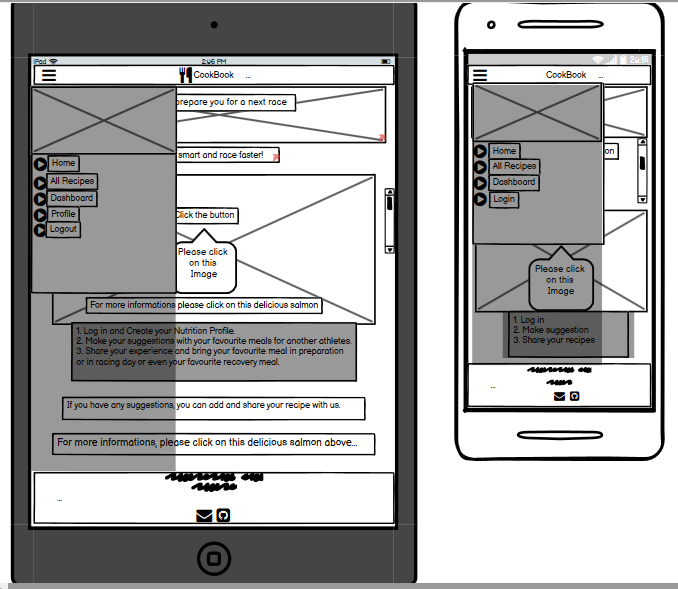 iPod 2:46 PM
CookBook ...
prepare you for a next race
smart and race faster!
Home
All Recipes
Dashboard
Profile
Logout
Click the button
Please click
on this
Image
For more informations please click on this delicious salmon
1. Log in and Create your Nutrition Profile.
2. Make your suggestions with your favourite meals for another athletes.
3. Share your experience and bring your favourite meal in preparation
or in racing day or even your favourite recovery meal.
If you have any suggestions, you can add and share your recipe with us.
For more informations, please click on this delicious salmon above...
...
CookBook ...
on
Home
All Recipes
Dashboard
Login
Please click
on this
Image
1. Log in
2. Make suggestion
3. Share your recipes
...